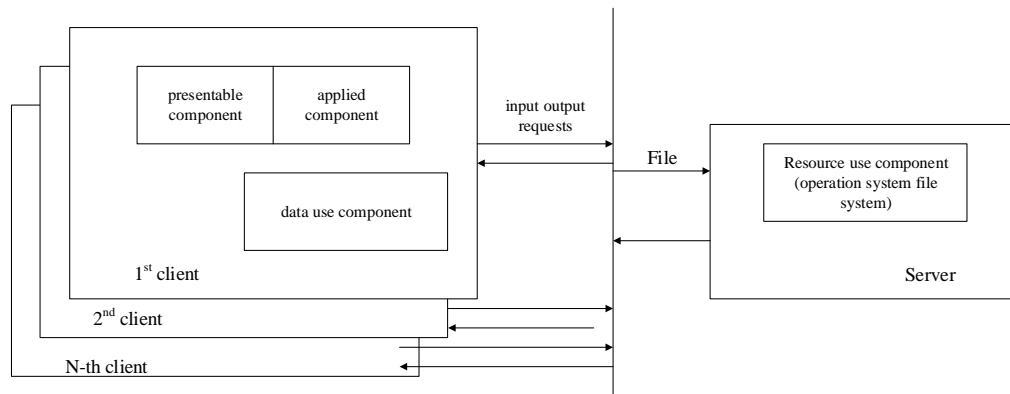 presentable
component
applied
component
input output
requests
data use component
1st client
2nd client
N-th client
File
Resource use component
(operation system file
system)
Server